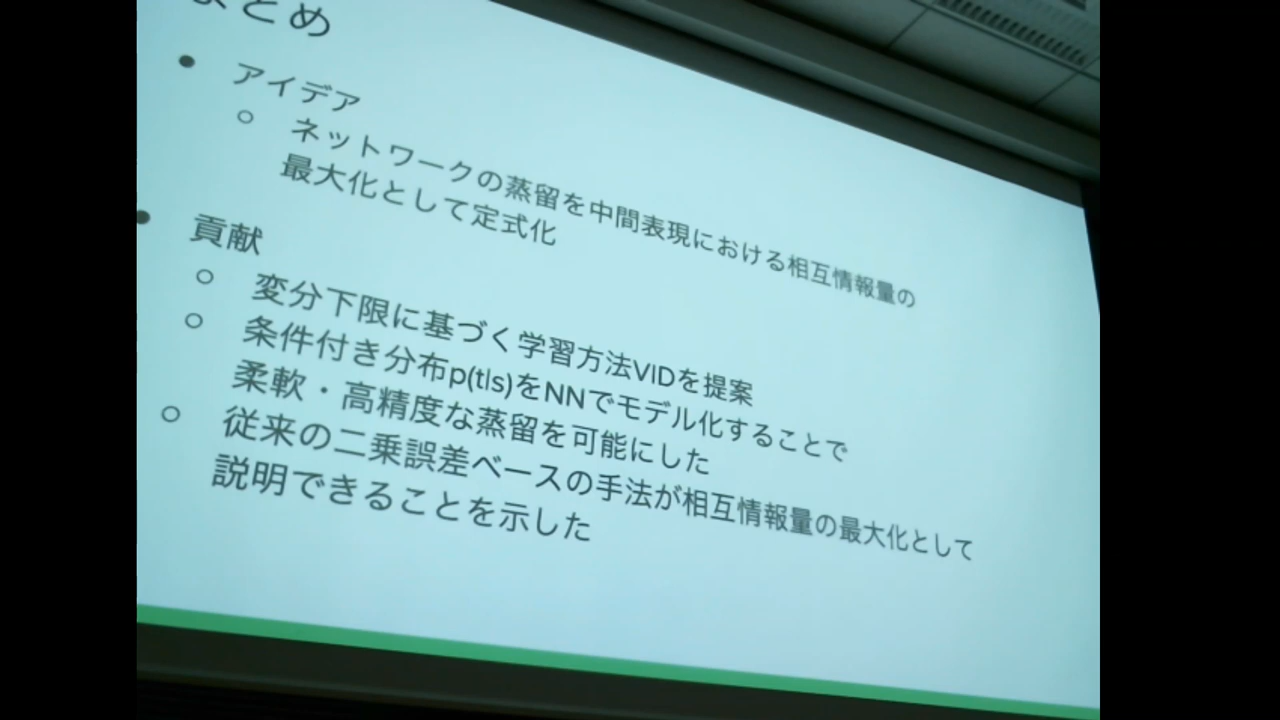 まとめ
● アイデア
○ ネットワークの蒸留を中間表現における相互情報量の
最大化として定式化
● 貢献
○ 変分下限に基づく学習方法VIDを提案
○ 条件付き分布p(t|s)をNNでモデル化することで
柔軟・高精度な蒸留を可能にした
○ 従来の二乗誤差ベースの手法が相互情報量の最大化として
説明できることを示した